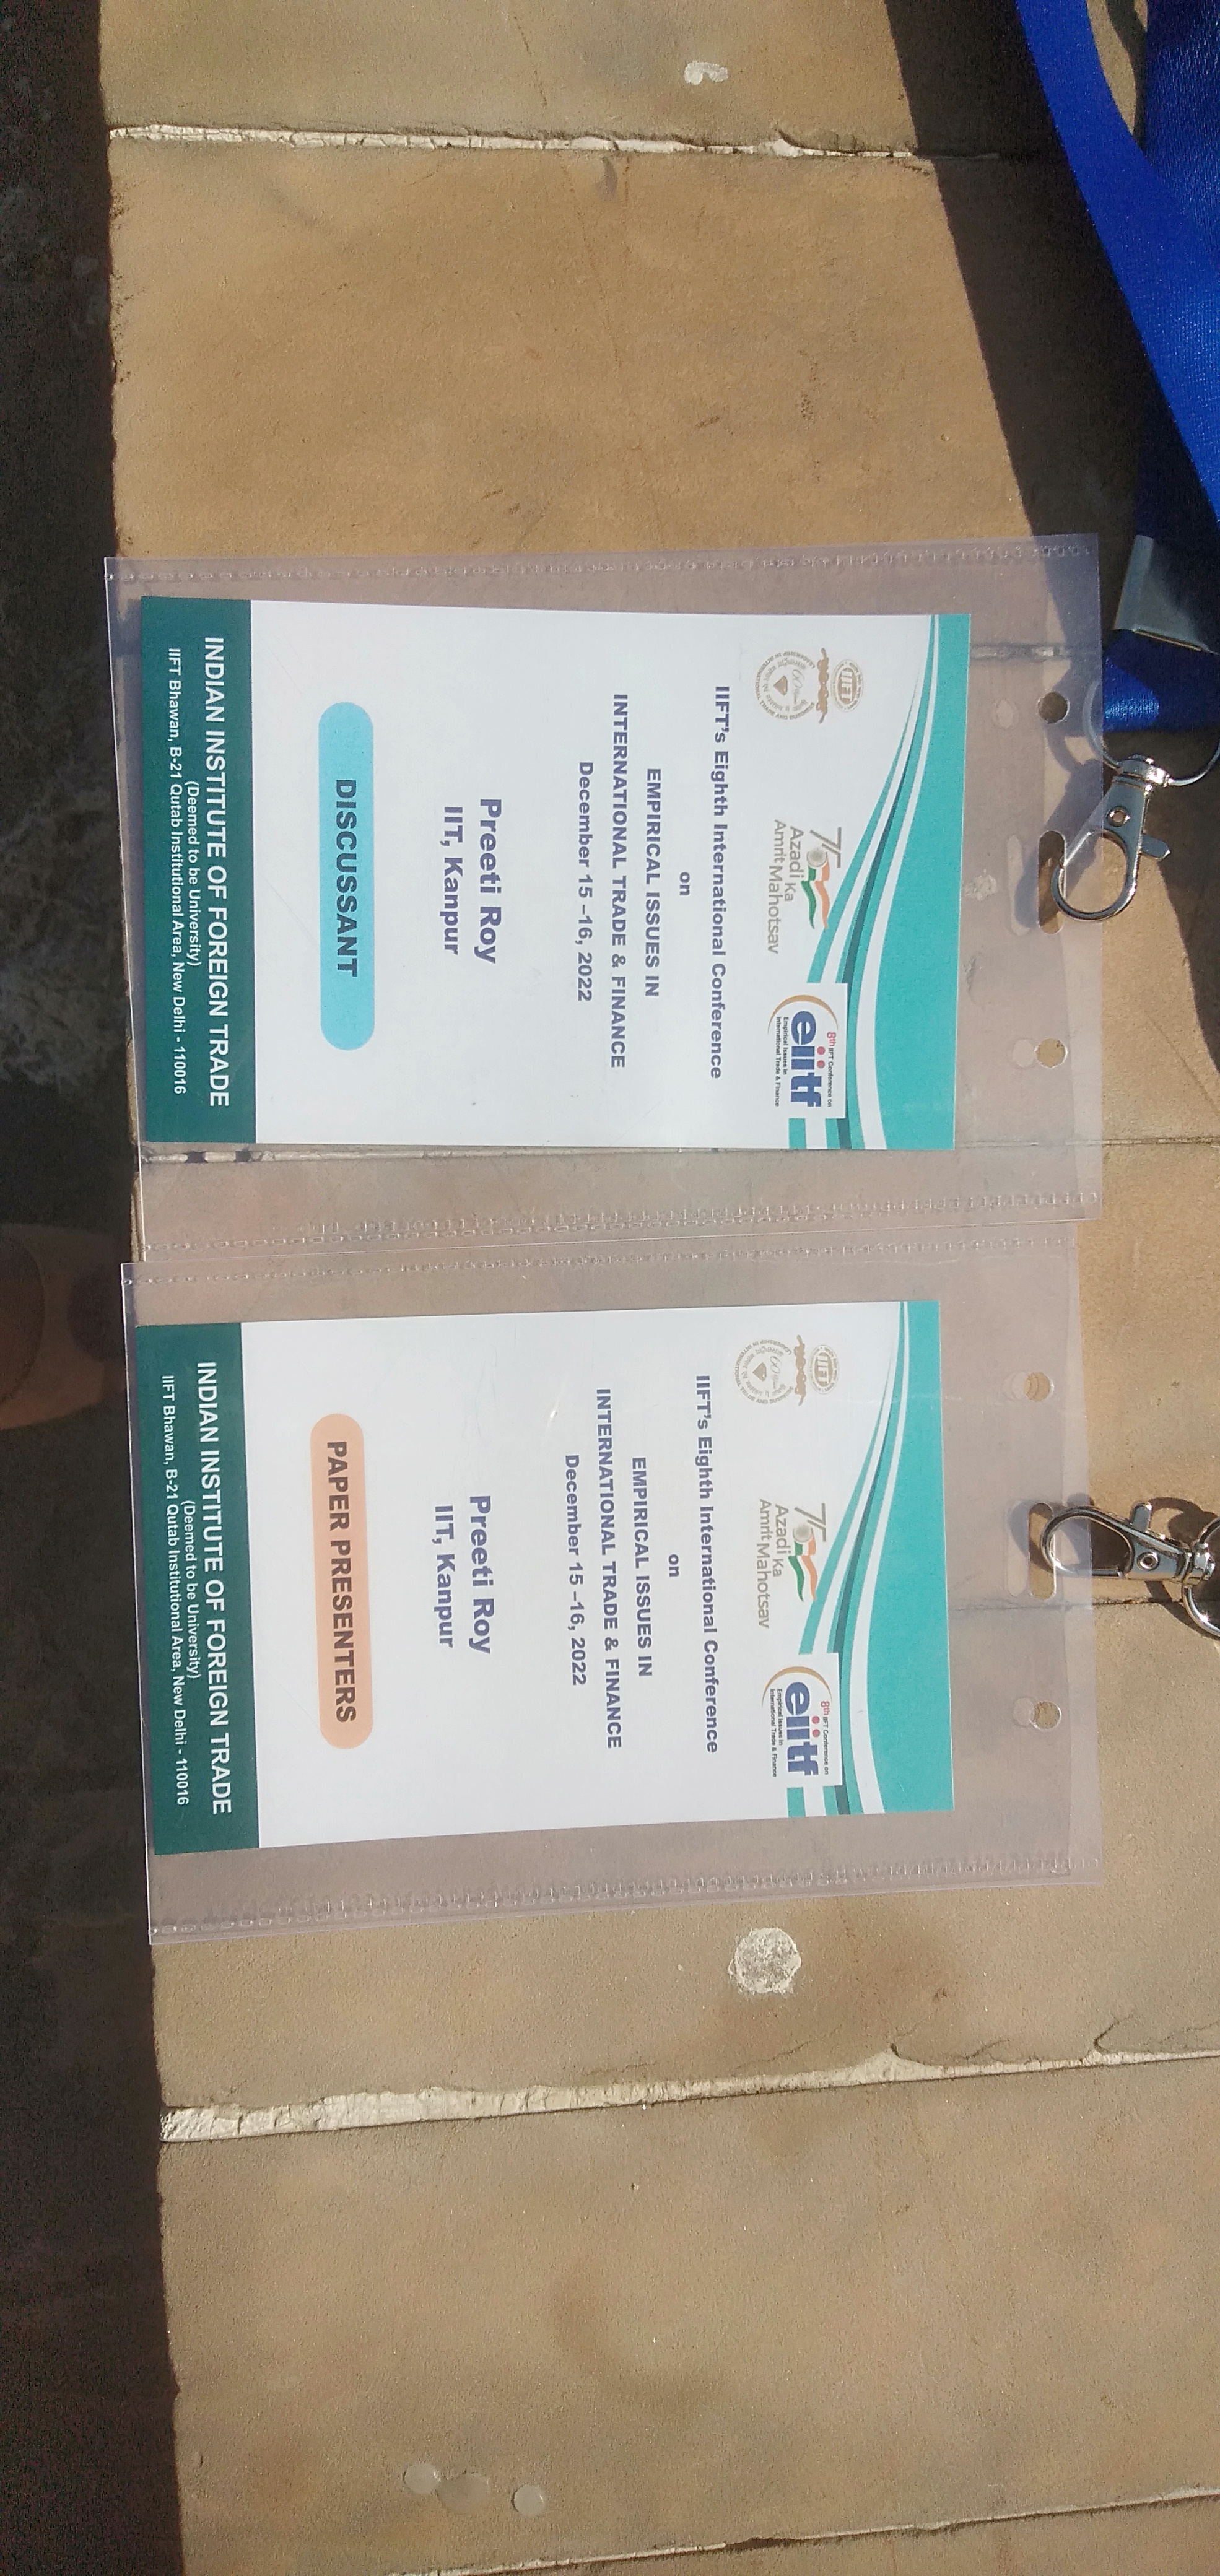 IIFT
60 Years
75
Azadi Ka
Amrit Mahotsav
8th IIFT Conference on
eiitf
Empirical Issues in
International Trade & Finance
IIFT's Eighth International Conference
on
EMPIRICAL ISSUES IN
INTERNATIONAL TRADE & FINANCE
December 15 –16, 2022
Preeti Roy
IIT, Kanpur
DISCUSSANT
INDIAN INSTITUTE OF FOREIGN TRADE
(Deemed to be University)
IIFT Bhawan, B-21 Qutab Institutional Area, New Delhi - 110016
IIFT
60 Years
75
Azadi Ka
Amrit Mahotsav
8th IIFT Conference on
eiitf
Empirical Issues in
International Trade & Finance
IIFT's Eighth International Conference
on
EMPIRICAL ISSUES IN
INTERNATIONAL TRADE & FINANCE
December 15 –16, 2022
Preeti Roy
IIT, Kanpur
PAPER PRESENTERS
INDIAN INSTITUTE OF FOREIGN TRADE
(Deemed to be University)
IIFT Bhawan, B-21 Qutab Institutional Area, New Delhi - 110016